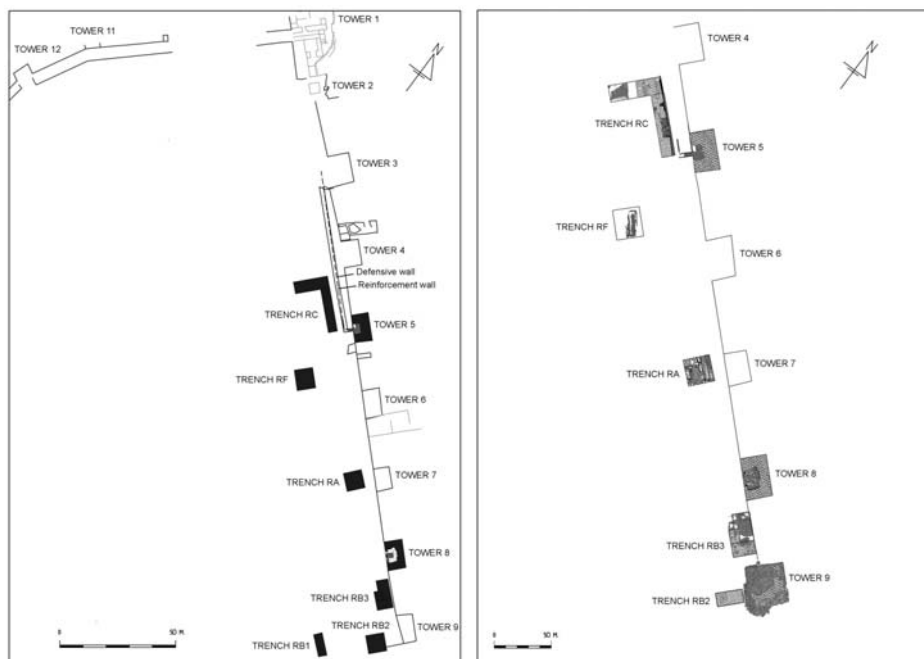 TOWER 1
TOWER 11
TOWER 12
N
TOWER 2
TOWER 3
TOWER 4
Defensive wall
Reinforcement wall
TRENCH RC
TOWER 5
TRENCH RF
TOWER 6
TOWER 7
TRENCH RA
TOWER 8
TRENCH RB3
TRENCH RB2
TOWER 9
TRENCH RB1
0
50 M.
TOWER 4
N
TRENCH RC
TOWER 5
TRENCH RF
TOWER 6
TOWER 7
TRENCH RA
TOWER 8
TRENCH RB3
TOWER 9
TRENCH RB2
0
50 M.